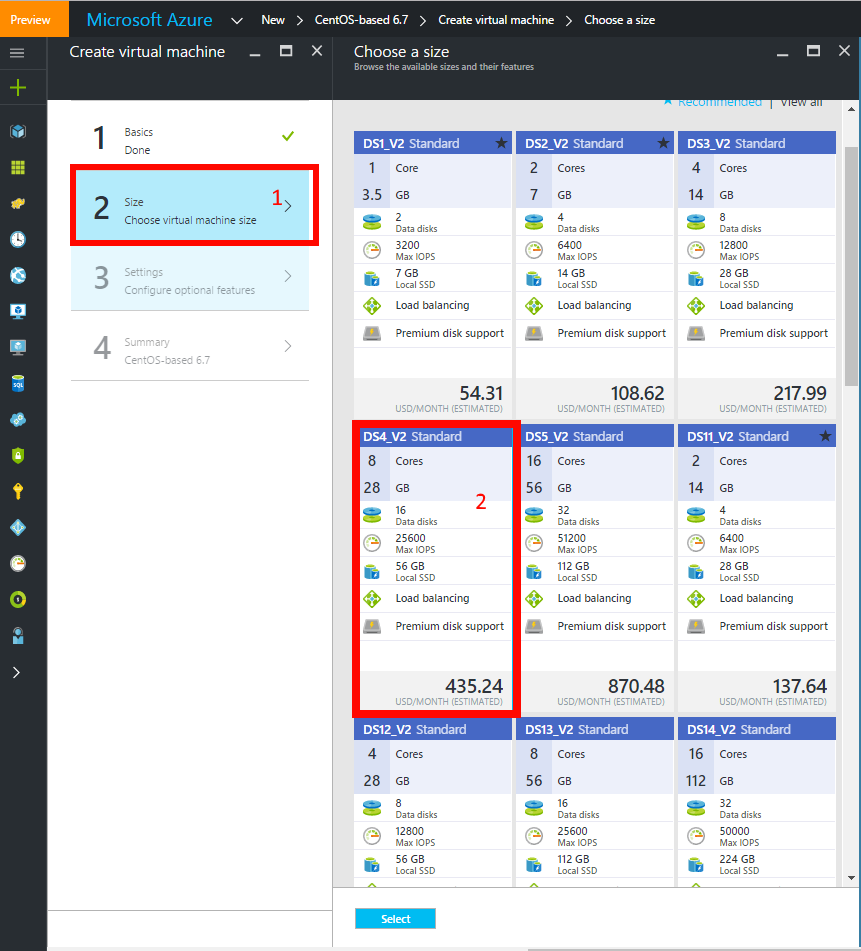 Preview Microsoft Azure New CentOS-based 6.7 Create virtual machine Choose a size
Create virtual machine
1 Basics
Done
2 Size
Choose virtual machine size
1
3 Settings
Configure optional features
4 Summary
CentOS-based 6.7
SQL
Choose a size
Browse the available sizes and their features
Recommended | View all
DS1_V2 Standard
1 Core
3.5 GB
2
Data disks
3200
Max IOPS
7 GB
Local SSD
Load balancing
Premium disk support
54.31
USD/MONTH (ESTIMATED)
DS2_V2 Standard
2 Cores
7 GB
4
Data disks
6400
Max IOPS
14 GB
Local SSD
Load balancing
Premium disk support
108.62
USD/MONTH (ESTIMATED)
DS3_V2 Standard
4 Cores
14 GB
8
Data disks
12800
Max IOPS
28 GB
Local SSD
Load balancing
Premium disk support
217.99
USD/MONTH (ESTIMATED)
DS4_V2 Standard
8 Cores
28 GB
2
16
Data disks
25600
Max IOPS
56 GB
Local SSD
Load balancing
Premium disk support
435.24
USD/MONTH (ESTIMATED)
DS5_V2 Standard
16 Cores
56 GB
32
Data disks
51200
Max IOPS
112 GB
Local SSD
Load balancing
Premium disk support
870.48
USD/MONTH (ESTIMATED)
DS11_V2 Standard
2 Cores
14 GB
4
Data disks
6400
Max IOPS
28 GB
Local SSD
Load balancing
Premium disk support
137.64
USD/MONTH (ESTIMATED)
DS12_V2 Standard
4 Cores
28 GB
8
Data disks
12800
Max IOPS
56 GB
Local SSD
DS13_V2 Standard
8 Cores
56 GB
16
Data disks
25600
Max IOPS
112 GB
Local SSD
DS14_V2 Standard
16 Cores
112 GB
32
Data disks
50000
Max IOPS
224 GB
Local SSD
Select